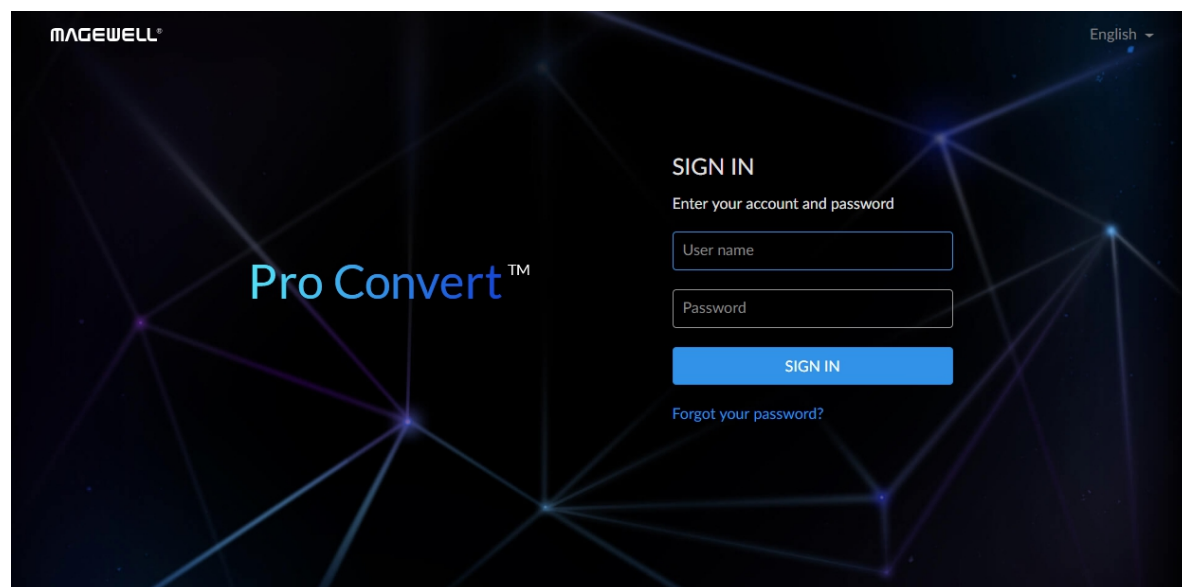 MAGEWELL®
English
SIGN IN
Enter your account and password
User name
Pro Convert™
Password
SIGN IN
Forgot your password?